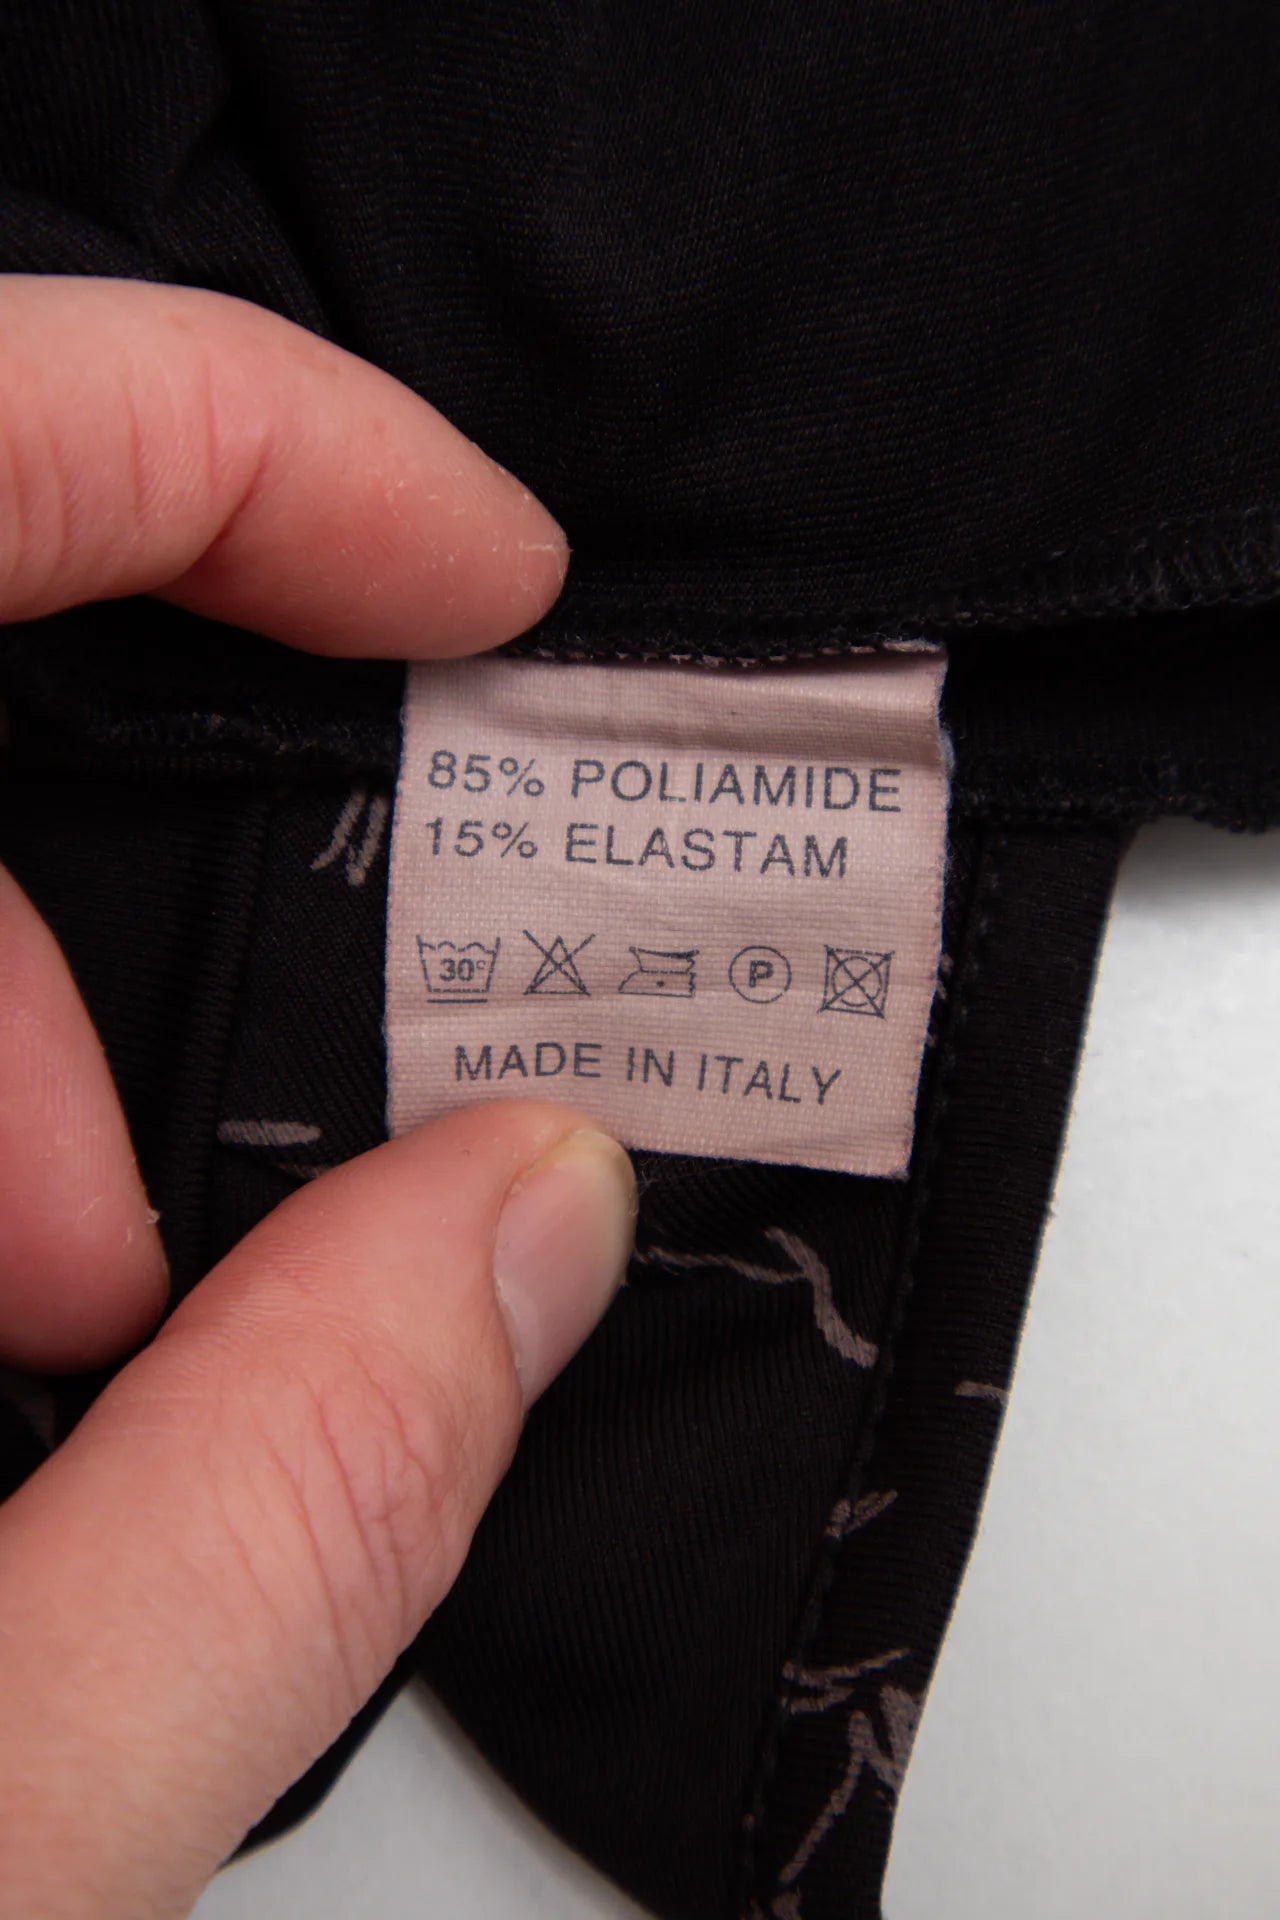 85% POLIAMIDE
15% ELASTAM
30° P
MADE IN ITALY